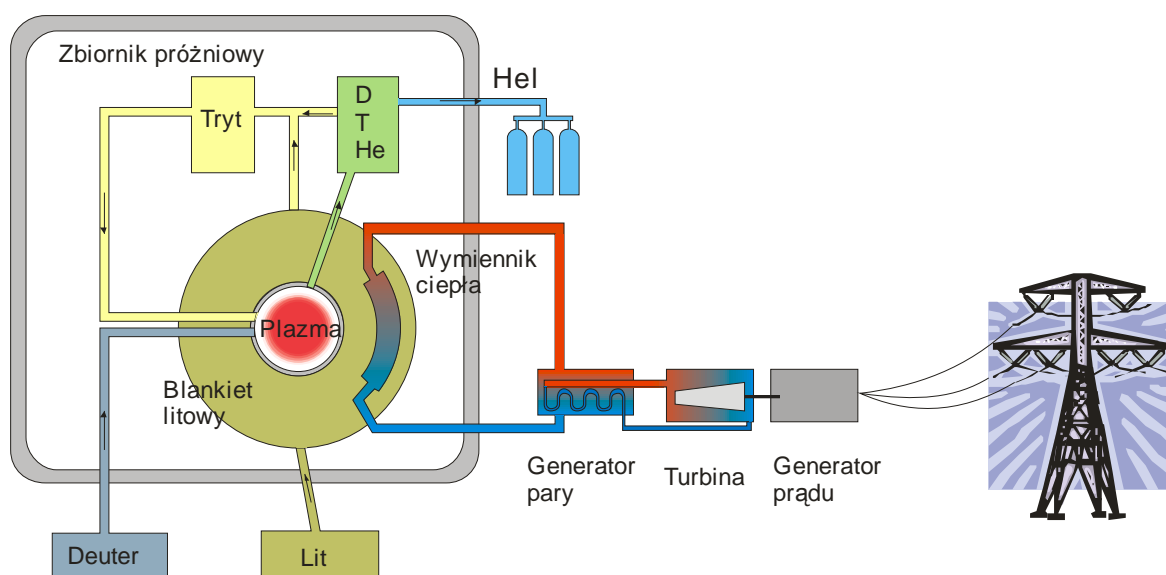 Zbiornik próżniowy
Hel
Tryt
D
T
He
Wymiennik
ciepła
Plazma
Blankiet
litowy
Generator
pary
Turbina
Generator
prądu
Deuter
Lit